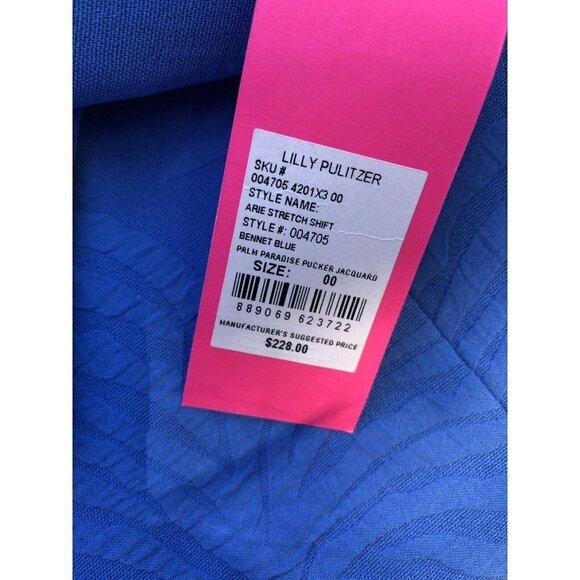 LILLY PULITZER
SKU #
004705 4201X3 00
STYLE NAME:
ARIE STRETCH SHIFT
STYLE #: 004705
BENNET BLUE
PALM PARADISE PUCKER JACQUARD
SIZE: 00
889069 623722
MANUFACTURER'S SUGGESTED PRICE
$228.00